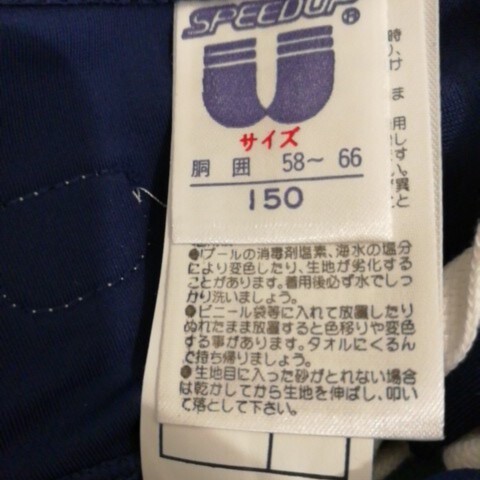 SPEEDUP®
サイズ
胴 囲 58~ 66
150
●プールの消毒剤塩素、海水の塩分
により変色したり、生地が劣化する
ことがあります。着用後必ず水でしっ
かり洗いましょう。
●ビニール袋等に入れて放置したり
ぬれたまま放置すると色移りや変色
する事があります。タオルにくるん
で持ち帰りましょう。
●生地目に入った砂がとれない場合
は乾かしてから生地を伸ばし、叩い
て落として下さい。